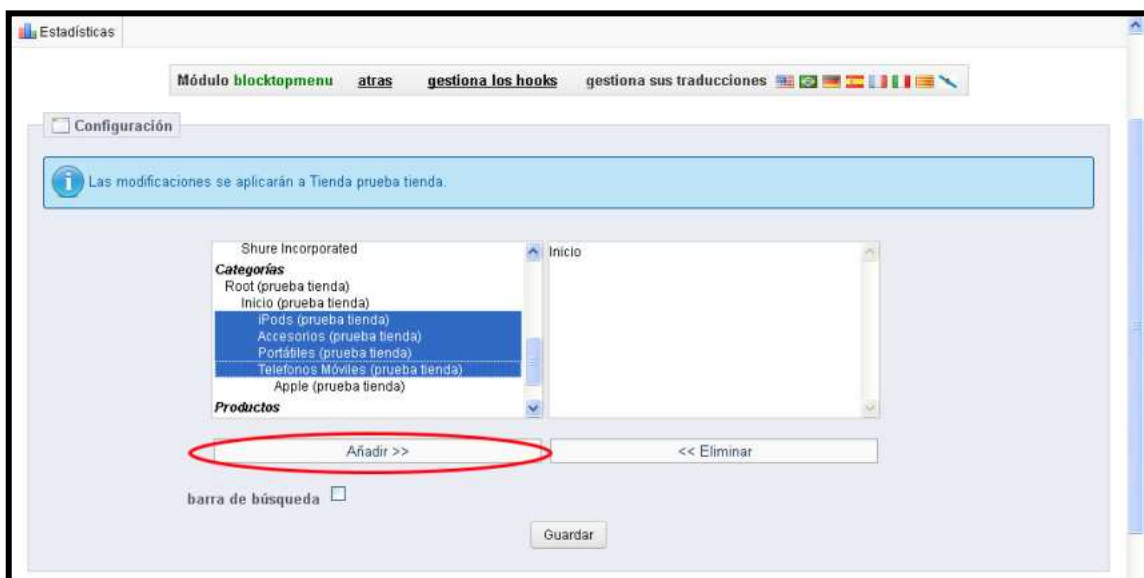 Estadísticas
Módulo blocktopmenu atras gestiona los hooks gestiona sus traducciones
Configuración
Las modificaciones se aplicarán a Tienda prueba tienda.
Shure Incorporated
Categorías
Root (prueba tienda)
Inicio (prueba tienda)
iPods (prueba tienda)
Accesorios (prueba tienda)
Portátiles (prueba tienda)
Telefonos Móviles (prueba tienda)
Apple (prueba tienda)
Productos
Inicio
Añadir >>
<< Eliminar
barra de búsqueda
Guardar